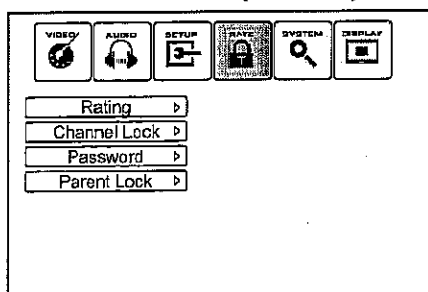 VIDEO AUDIO SETUP RATE SYSTEM DISPLAY
Rating
Channel Lock
Password
Parent Lock